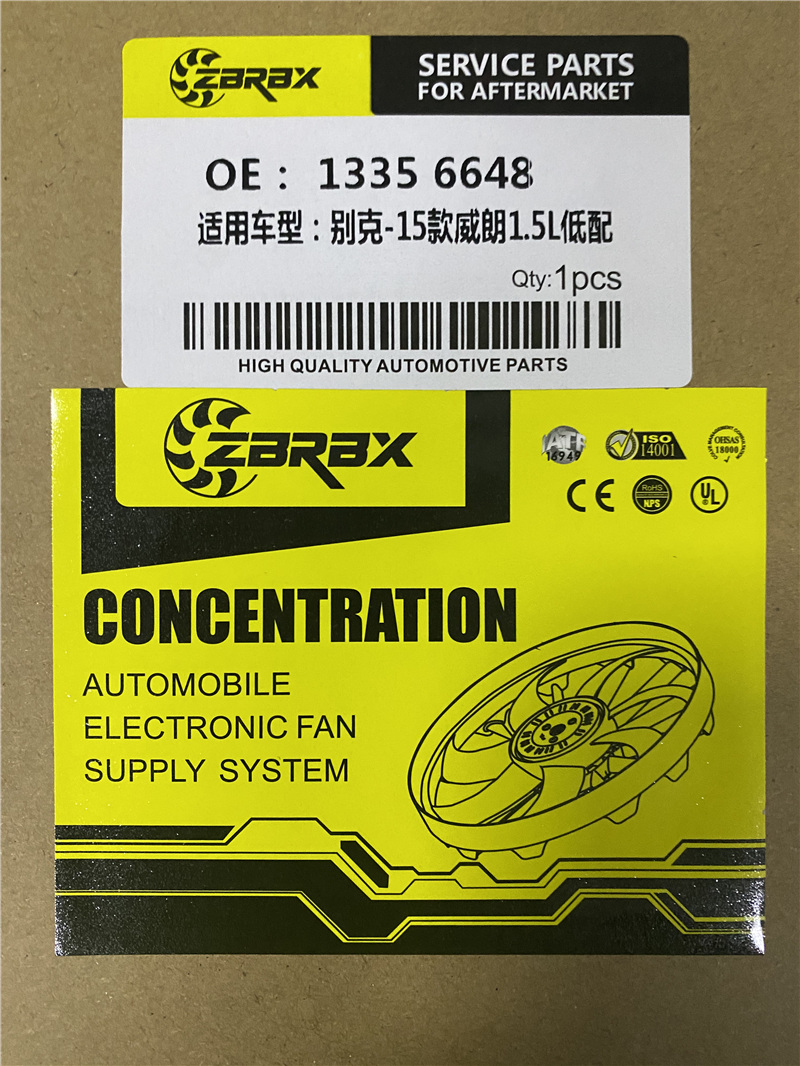 ZBRBX
SERVICE PARTS
FOR AFTERMARKET
OE： 1335 6648
适用车型：别克-15款威朗1.5L低配
Qty:1pcs
HIGH QUALITY AUTOMOTIVE PARTS
ZBRBX
IATF
16949
ISO
14001
OHSAS
18000
CE
RoHS
NPS
UL
CONCENTRATION
AUTOMOBILE
ELECTRONIC FAN
SUPPLY SYSTEM